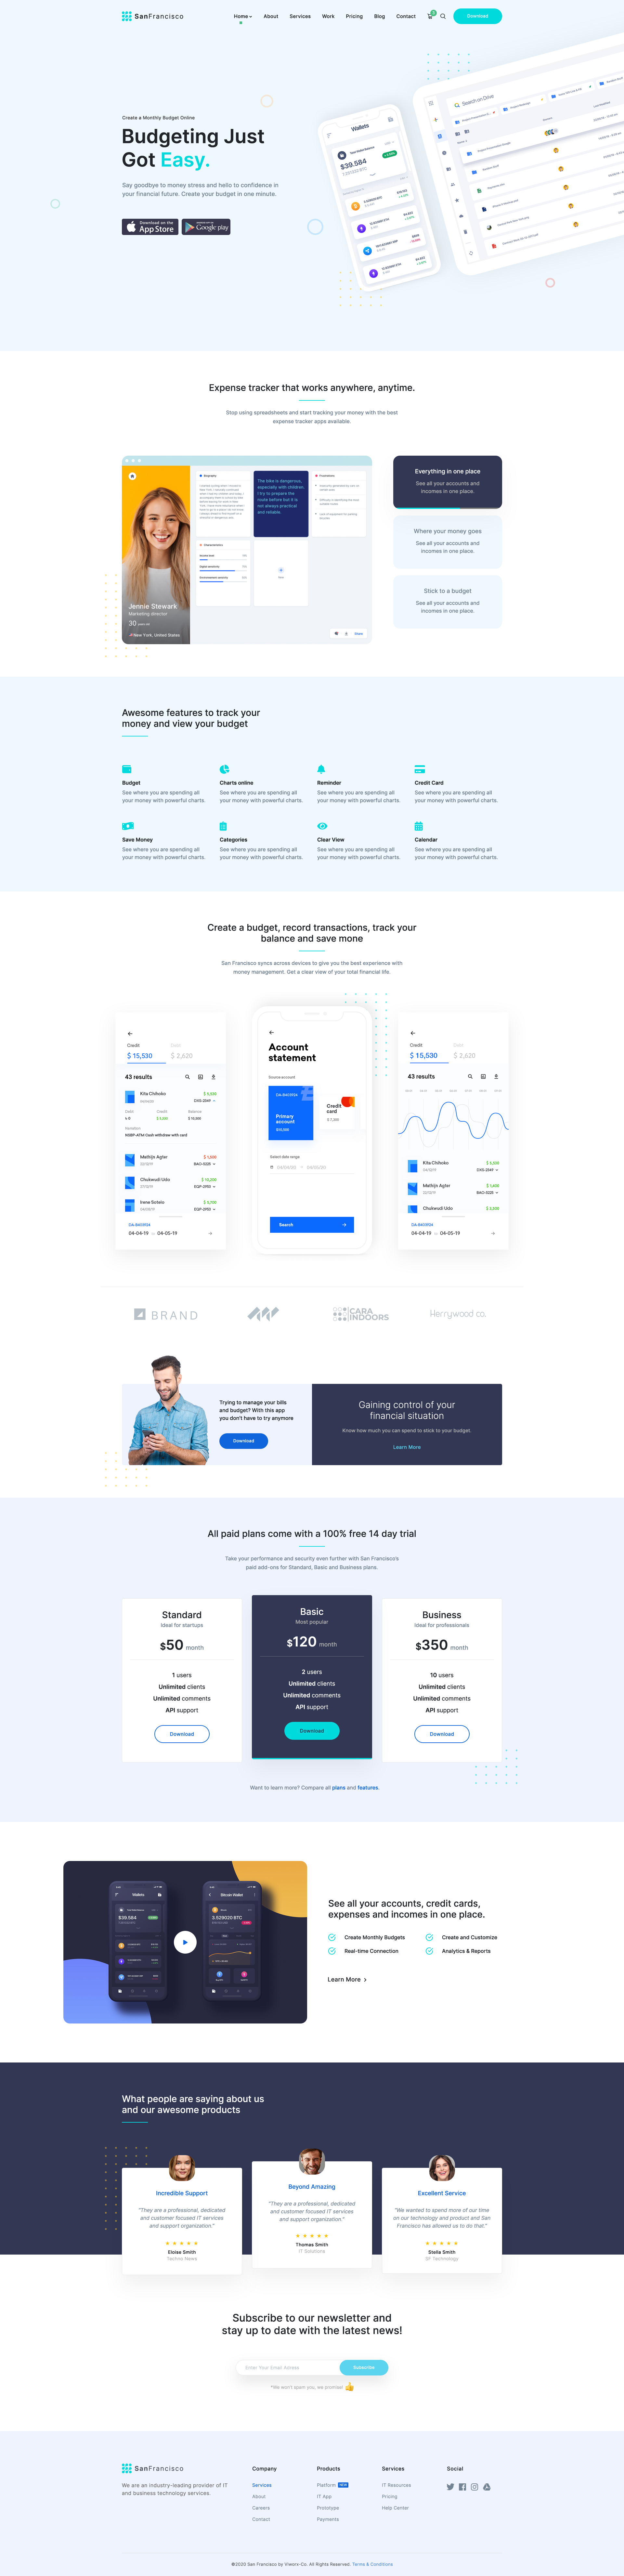 SanFrancisco
Home About Services Work Pricing Blog Contact
Download
Create a Monthly Budget Online
Budgeting Just
Got Easy.
Say goodbye to money stress and hello to confidence in
your financial future. Create your budget in one minute.
Download on the
App Store
Google play
Wallets
$39.584
Search on Drive
Expense tracker that works anywhere, anytime.
Stop using spreadsheets and start tracking your money with the best
expense tracker apps available.
Biography
The bike is dangerous,
especially with children.
I try to prepare the
route before but it is
not always practical
and reliable.
Jennie Stewark
Marketing director
30
New York, United States
Everything in one place
See all your accounts and
incomes in one place.
Where your money goes
See all your accounts and
incomes in one place.
Stick to a budget
See all your accounts and
incomes in one place.
Awesome features to track your
money and view your budget
Budget
See where you are spending all
your money with powerful charts.
Charts online
See where you are spending all
your money with powerful charts.
Reminder
See where you are spending all
your money with powerful charts.
Credit Card
See where you are spending all
your money with powerful charts.
Save Money
See where you are spending all
your money with powerful charts.
Categories
See where you are spending all
your money with powerful charts.
Clear View
See where you are spending all
your money with powerful charts.
Calendar
See where you are spending all
your money with powerful charts.
Create a budget, record transactions, track your
balance and save mone
San Francisco syncs across devices to give you the best experience with
money management. Get a clear view of your total financial life.
Credit
$ 15,530 $ 2,620
43 results
Kita Chihoko
Mathijn Agter
Chukwudi Udo
Irene Sotelo
04-04-19 04-05-19
Account
statement
Primary
account
Credit
card
Select date range
Search
Credit
$ 15,530 $ 2,620
43 results
Kita Chihoko
Mathijn Agter
Chukwudi Udo
04-04-19 04-05-19
BRAND
CARA
INDOORS
Herrywood co.
Trying to manage your bills
and budget? With this app
you don't have to try anymore
Download
Gaining control of your
financial situation
Know how much you can spend to stick to your budget.
Learn More
All paid plans come with a 100% free 14 day trial
Take your performance and security even further with San Francisco's
paid add-ons for Standard, Basic and Business plans.
Standard
Ideal for startups
$50 month
1 users
Unlimited clients
Unlimited comments
API support
Download
Basic
Most popular
$120 month
2 users
Unlimited clients
Unlimited comments
API support
Download
Business
Ideal for professionals
$350 month
10 users
Unlimited clients
Unlimited comments
API support
Download
Want to learn more? Compare all plans and features.
Wallets
$39.584
Bitcoin Wallet
3.529020 BTC
See all your accounts, credit cards,
expenses and incomes in one place.
Create Monthly Budgets
Create and Customize
Real-time Connection
Analytics & Reports
Learn More
What people are saying about us
and our awesome products
Incredible Support
"They are a professional, dedicated
and customer focused IT services
and support organization."
Eloise Smith
Techno News
Beyond Amazing
"They are a professional, dedicated
and customer focused IT services
and support organization."
Thomas Smith
IT Solutions
Excellent Service
"We wanted to spend more of our time
on our technology and product and San
Francisco has allowed us to do that."
Stella Smith
SF Technology
Subscribe to our newsletter and
stay up to date with the latest news!
Subscribe
*We won't spam you, we promise!
SanFrancisco
We are an industry-leading provider of IT
and business technology services.
Company
Services
About
Careers
Contact
Products
Platform NEW
IT App
Prototype
Payments
Services
IT Resources
Pricing
Help Center
Social
©2020 San Francisco by Viworx-Co. All Rights Reserved. Terms & Conditions